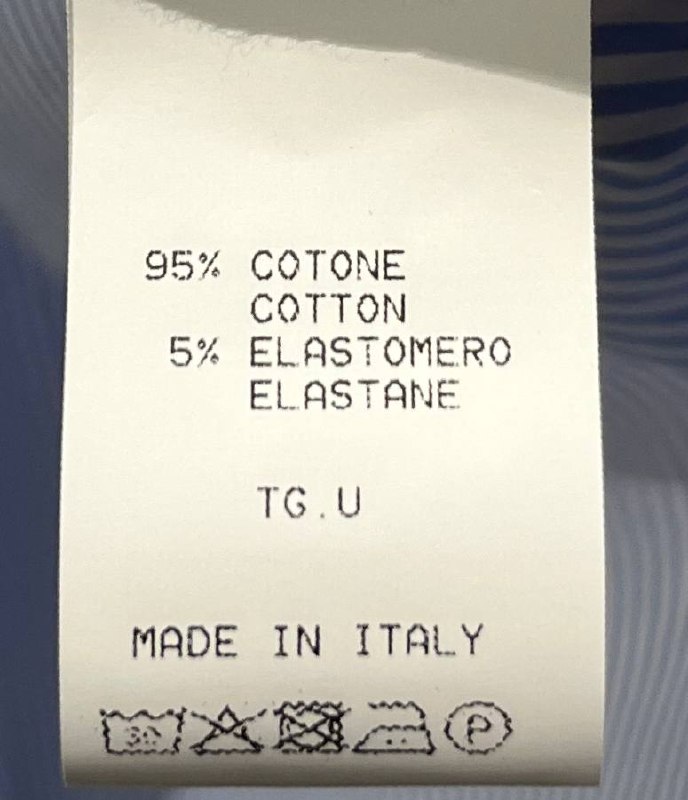 95% COTONE
COTTON
5% ELASTOMERO
ELASTANE
TG.U
MADE IN ITALY
30 P